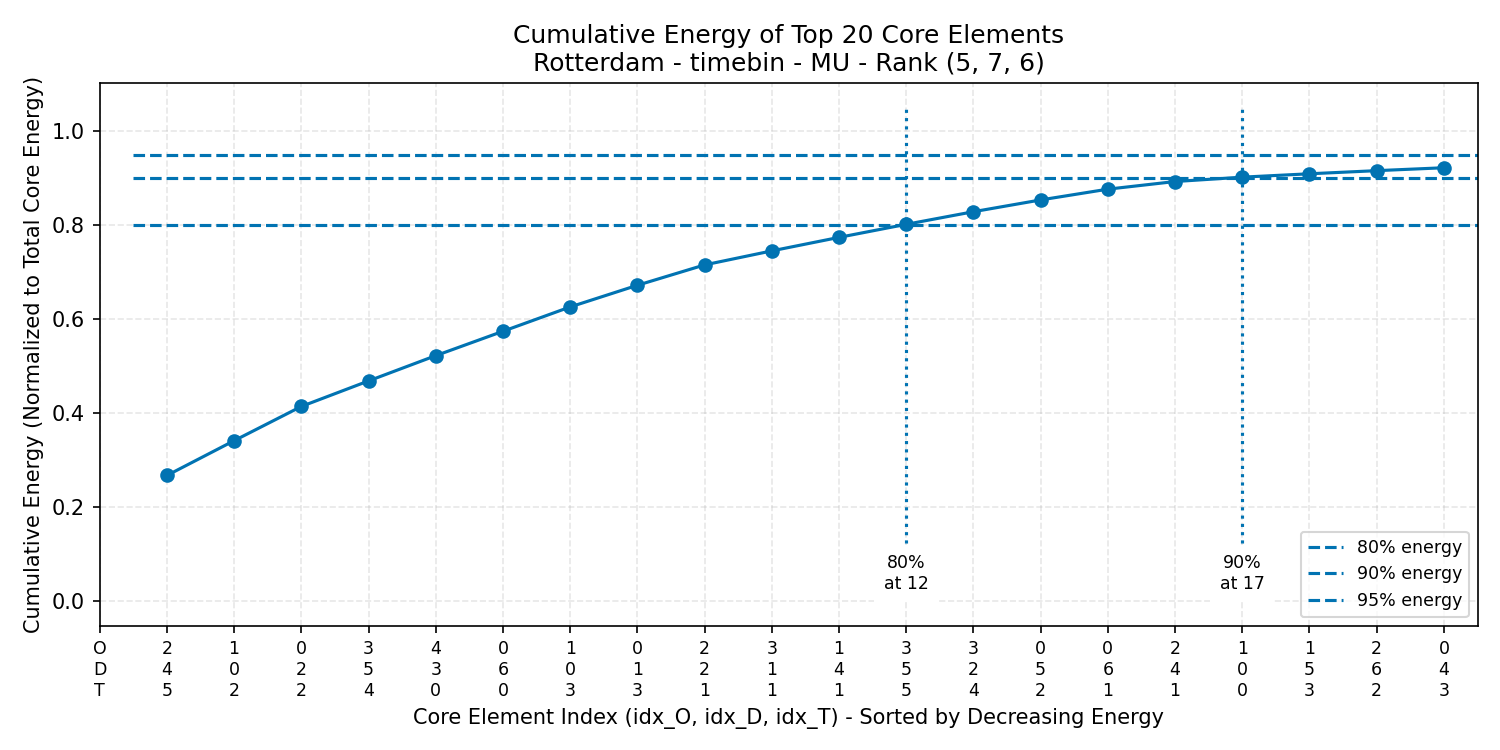 Cumulative Energy of Top 20 Core Elements
Rotterdam - timebin - MU - Rank (5, 7, 6)
Cumulative Energy (Normalized to Total Core Energy)
1.0
0.8
0.6
0.4
0.2
0.0
80%
at 12
90%
at 17
80% energy
90% energy
95% energy
O 2 1 0 3 4 0 1 0 2 3 1 3 3 0 0 2 1 1 2 0
D 4 0 2 5 3 6 0 1 2 1 4 5 2 5 6 4 0 5 6 4
T 5 2 2 4 0 0 3 3 1 1 1 5 4 2 1 1 0 3 2 3
Core Element Index (idx_O, idx_D, idx_T) - Sorted by Decreasing Energy